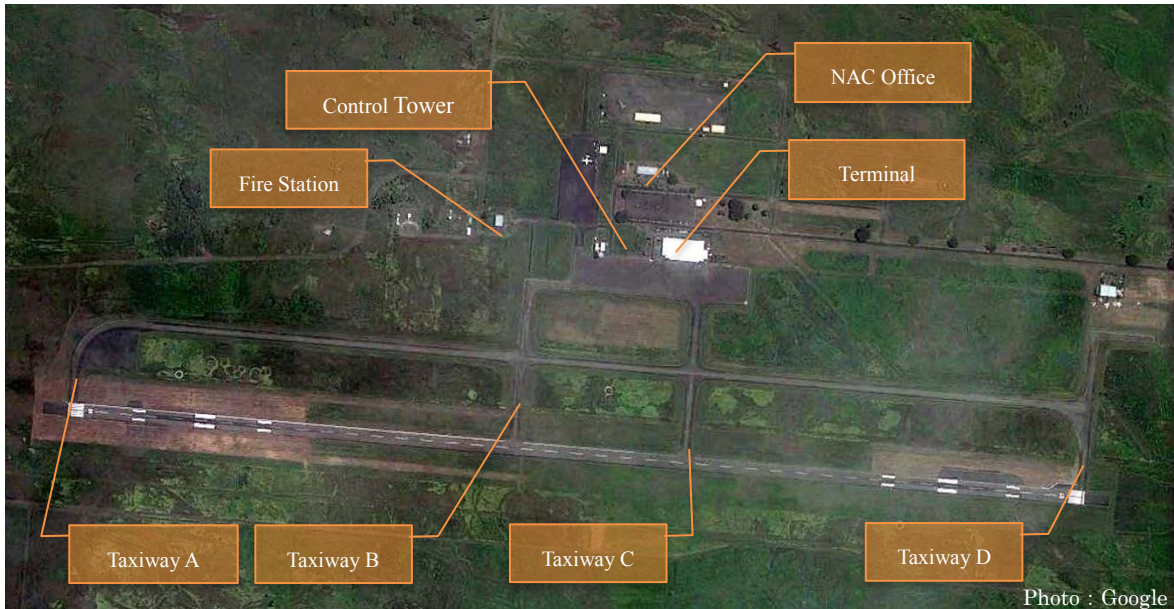 NAC Office
Control Tower
Fire Station
Terminal
Taxiway A
Taxiway B
Taxiway C
Taxiway D
Photo : Google